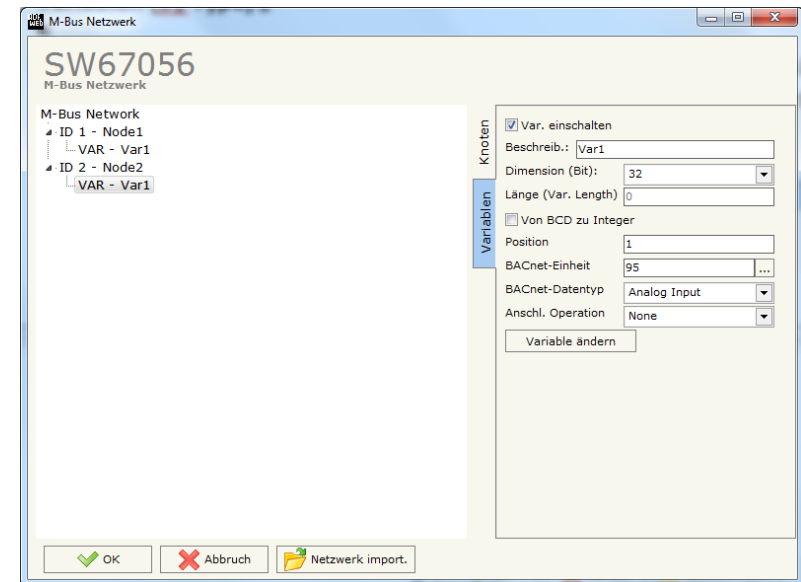 ADF
WEB
M-Bus Netzwerk
SW67056
M-Bus Netzwerk
M-Bus Network
ID 1 - Node1
VAR - Var1
ID 2 - Node2
VAR - Var1
Knoten
Variablen
Var. einschalten
Beschreib.: Var1
Dimension (Bit): 32
Länge (Var. Length) 0
Von BCD zu Integer
Position 1
BACnet-Einheit 95 ...
BACnet-Datentyp Analog Input
Anschl. Operation None
Variable ändern
OK Abbruch Netzwerk import.